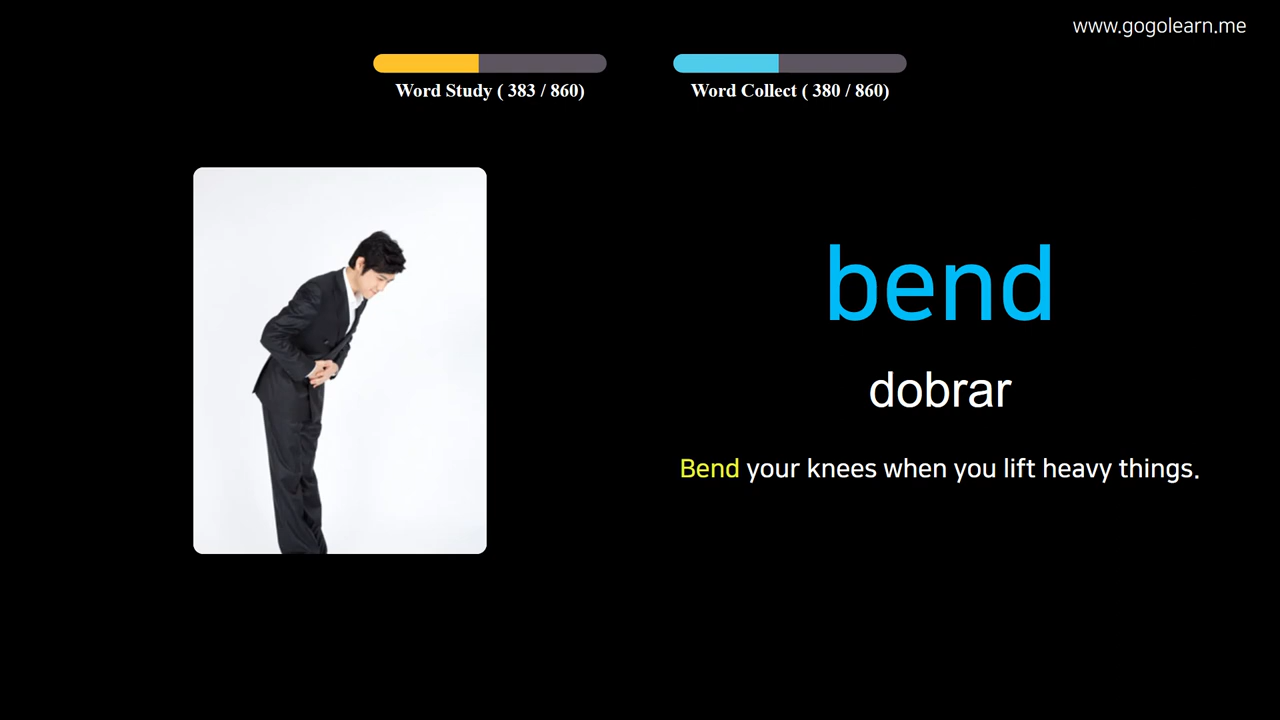 www.gogolearn.me
Word Study ( 383 / 860)
Word Collect ( 380 / 860)
bend
dobrar
Bend your knees when you lift heavy things.